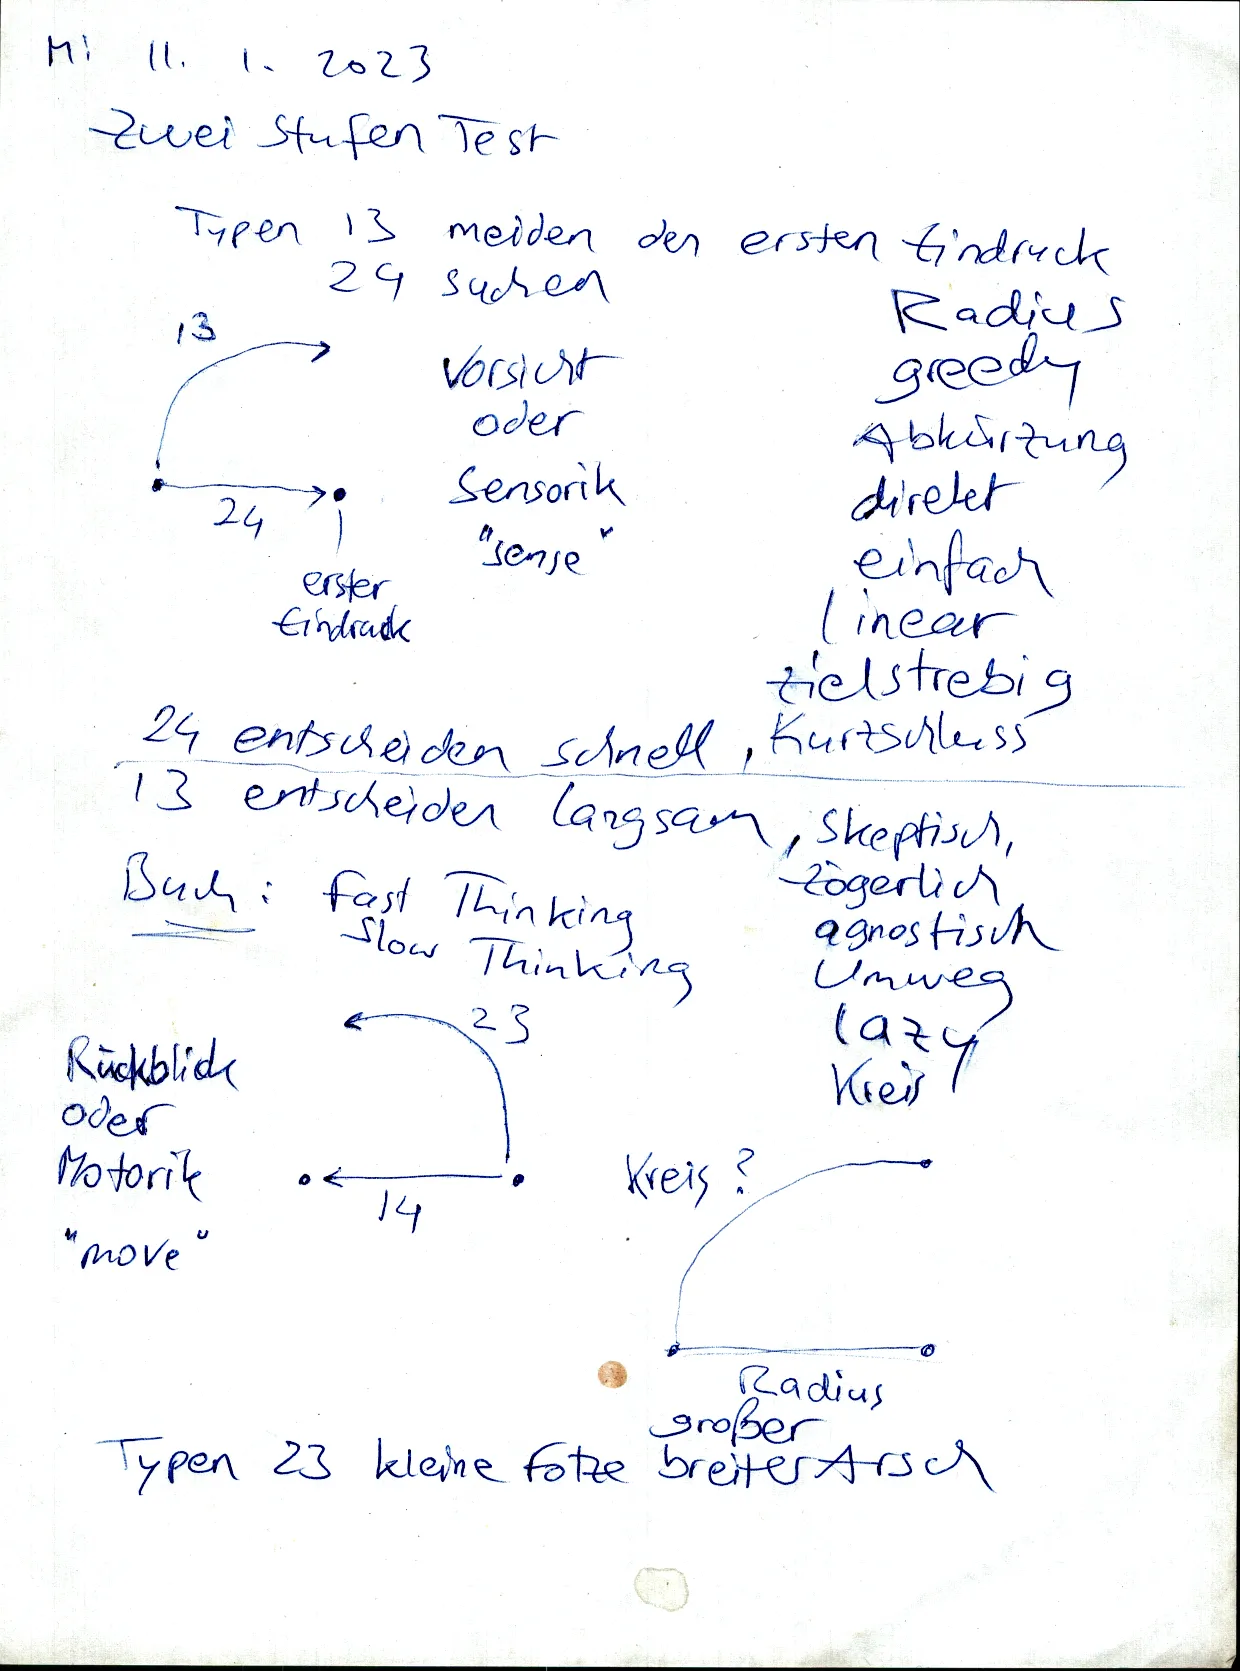 Mi 11. 1. 2023
Zwei Stufen Test
Typen 13 meiden den ersten Eindruck
24 suchen
13
24
erster
Eindruck
Vorsicht
oder
Sensorik
"sense"
Radius
greedy
Abkürzung
direkt
einfach
linear
zielstrebig
24 entscheiden schnell, Kurzschluss
13 entscheiden langsam, skeptisch,
zögerlich
agnostisch
Umweg
lazy
Kreis
Buch: Fast Thinking
Slow Thinking
Rückblick
oder
Motorik
"move"
23
14
Kreis?
Radius
großer
Typen 23 kleine Fotze breiter Arsch